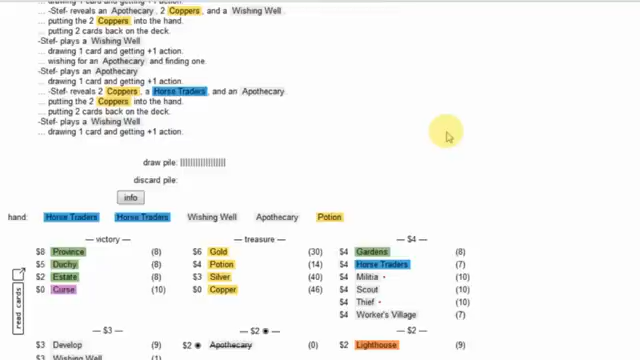 ... drawing 1 card and getting +1 action.
... -Stef- reveals an Apothecary, 2 Coppers, and a Wishing Well.
... putting the 2 Coppers into the hand.
... putting 2 cards back on the deck.
-Stef- plays a Wishing Well
... drawing 1 card and getting +1 action.
... wishing for an Apothecary and finding one.
-Stef- plays an Apothecary
... drawing 1 card and getting +1 action.
... -Stef- reveals 2 Coppers, a Horse Traders, and an Apothecary.
... putting the 2 Coppers into the hand.
... putting 2 cards back on the deck.
-Stef- plays a Wishing Well
... drawing 1 card and getting +1 action.
draw pile:
discard pile:
info
hand: Horse Traders Horse Traders Wishing Well Apothecary Potion
— victory — — treasure — — $4 —
$8 Province (8) $6 Gold (30) $4 Gardens (8)
$5 Duchy (8) $4 Potion (14) $4 Horse Traders (7)
$2 Estate (8) $3 Silver (40) $4 Militia (10)
$0 Curse (10) $0 Copper (46) $4 Scout (10)
$4 Thief (10)
$4 Worker's Village (7)
read cards
— $3 — — $2 ◉ — — $2 —
$3 Develop (9) $2 ◉ Apothecary (0) $2 Lighthouse (9)
$3 Wishing Well (1)